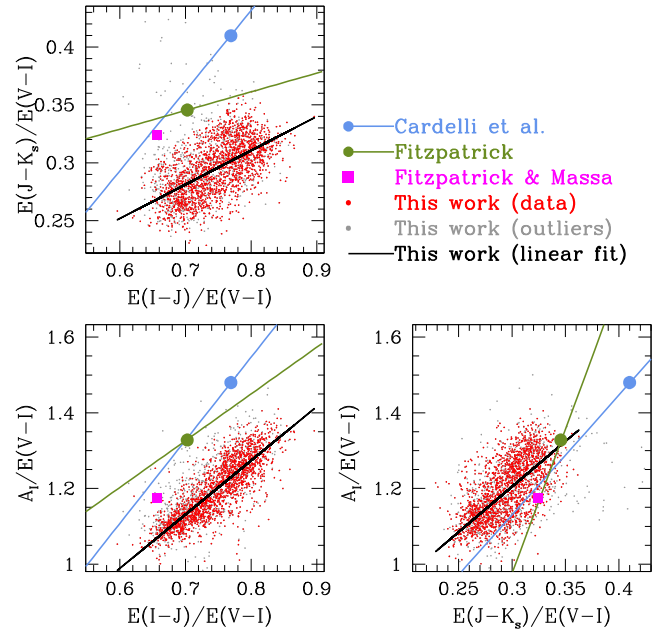 0.4
0.35
0.3
0.25
E(J−Kₛ)/E(V−I)
0.6 0.7 0.8 0.9
E(I−J)/E(V−I)
Cardelli et al.
Fitzpatrick
Fitzpatrick & Massa
This work (data)
This work (outliers)
This work (linear fit)
1.6
1.4
1.2
1
A_I/E(V−I)
0.6 0.7 0.8 0.9
E(I−J)/E(V−I)
1.6
1.4
1.2
1
A_I/E(V−I)
0.25 0.3 0.35 0.4
E(J−Kₛ)/E(V−I)